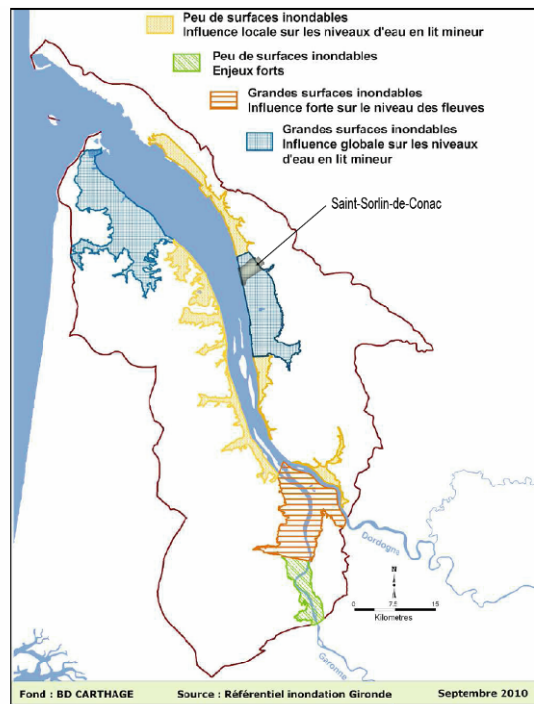 Peu de surfaces inondables
Influence locale sur les niveaux d'eau en lit mineur
Peu de surfaces inondables
Enjeux forts
Grandes surfaces inondables
Influence forte sur le niveau des fleuves
Grandes surfaces inondables
Influence globale sur les niveaux
d'eau en lit mineur
Saint-Sorlin-de-Conac
Dordogne
N
0 7,5 15
Kilometres
Garonne
Fond : BD CARTHAGE Source : Référentiel inondation Gironde Septembre 2010